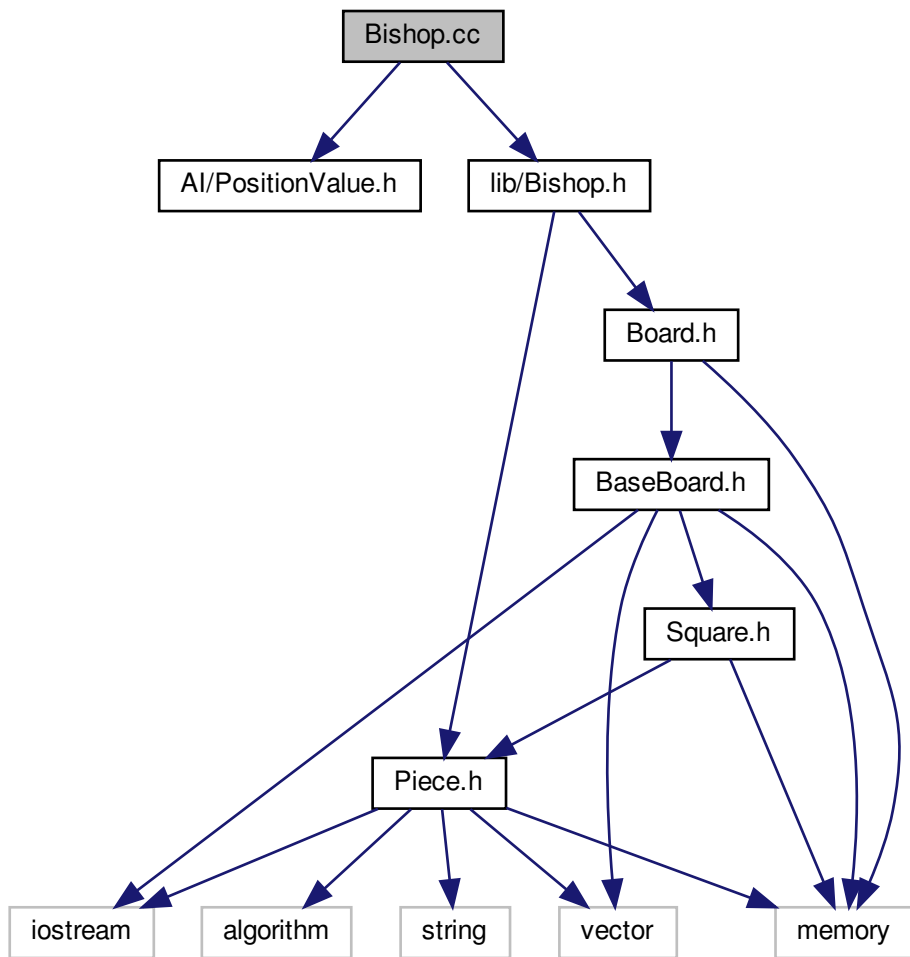 Bishop.cc
AI/PositionValue.h
lib/Bishop.h
Board.h
BaseBoard.h
Square.h
Piece.h
iostream
algorithm
string
vector
memory